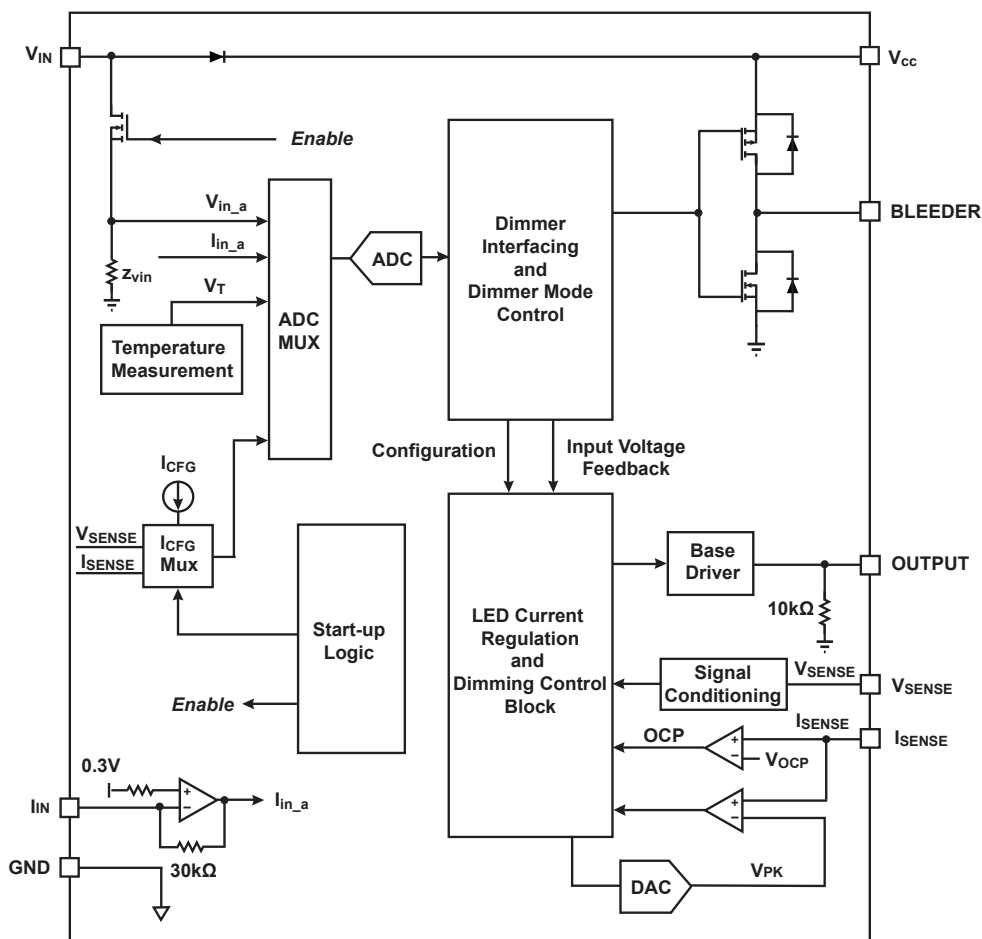 VIN
Vcc
Enable
Vin_a
Iin_a
zvin
VT
Temperature
Measurement
ADC
MUX
ADC
Dimmer
Interfacing
and
Dimmer Mode
Control
BLEEDER
Configuration
Input Voltage
Feedback
ICFG
VSENSE
ISENSE
ICFG
Mux
Start-up
Logic
Enable
LED Current
Regulation
and
Dimming Control
Block
Base
Driver
OUTPUT
10kΩ
Signal
Conditioning
VSENSE
VSENSE
ISENSE
ISENSE
OCP
+
−
VOCP
+
−
0.3V
IIN
+
−
Iin_a
30kΩ
GND
DAC
VPK